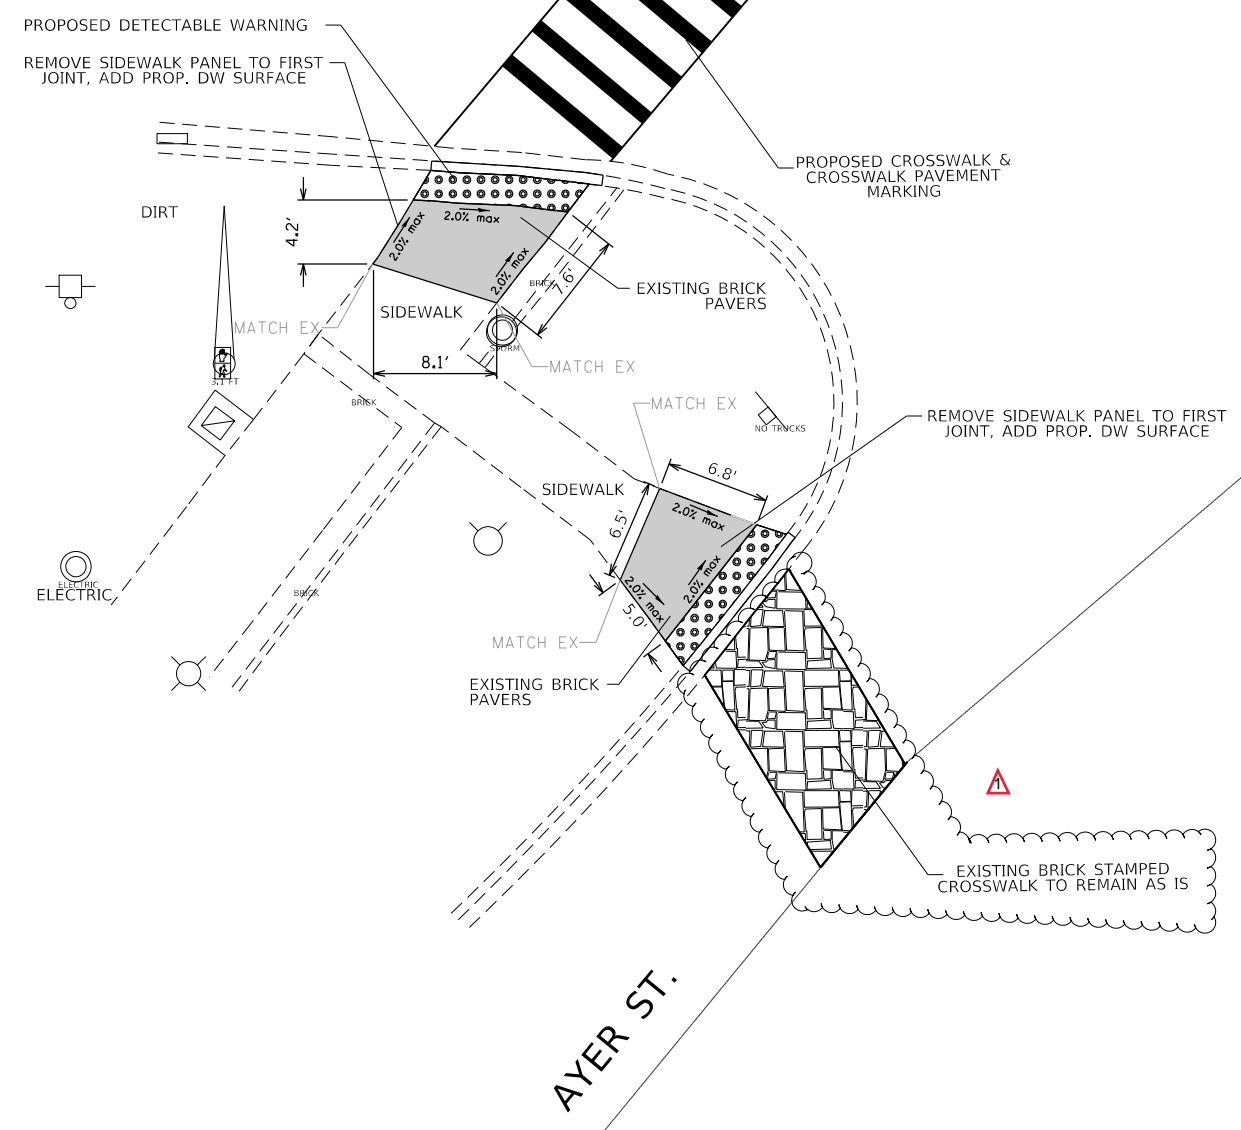 PROPOSED DETECTABLE WARNING
REMOVE SIDEWALK PANEL TO FIRST
JOINT, ADD PROP. DW SURFACE
PROPOSED CROSSWALK &
CROSSWALK PAVEMENT
MARKING
DIRT
4.2'
2.0% max
2.0% max
2.0% max
BRICK
7.6'
EXISTING BRICK
PAVERS
SIDEWALK
MATCH EX
STORM
8.1'
MATCH EX
3.1 FT
BRICK
MATCH EX
NO TRUCKS
REMOVE SIDEWALK PANEL TO FIRST
JOINT, ADD PROP. DW SURFACE
6.8'
SIDEWALK
6.5'
2.0% max
2.0% max
2.0% max
5.0'
ELECTRIC
ELECTRIC
BRICK
MATCH EX
EXISTING BRICK
PAVERS
1
EXISTING BRICK STAMPED
CROSSWALK TO REMAIN AS IS
AYER ST.